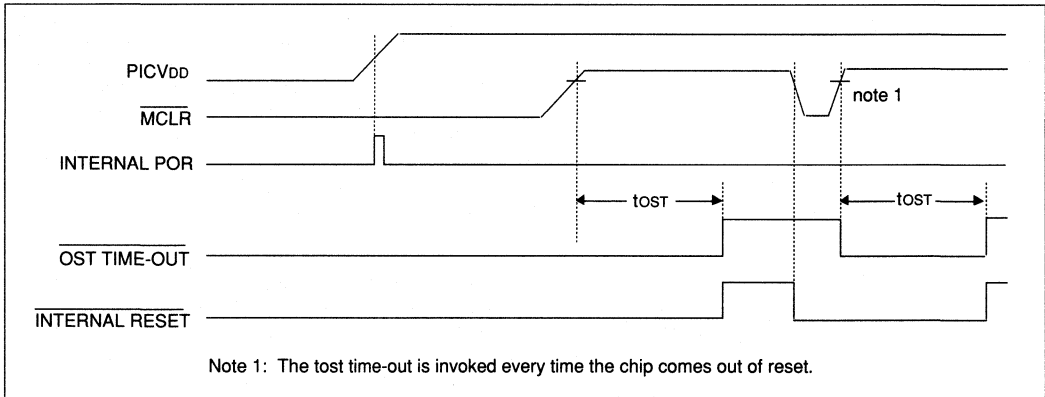 PICVDD
MCLR
note 1
INTERNAL POR
tOST
tOST
OST TIME-OUT
INTERNAL RESET
Note 1: The tost time-out is invoked every time the chip comes out of reset.